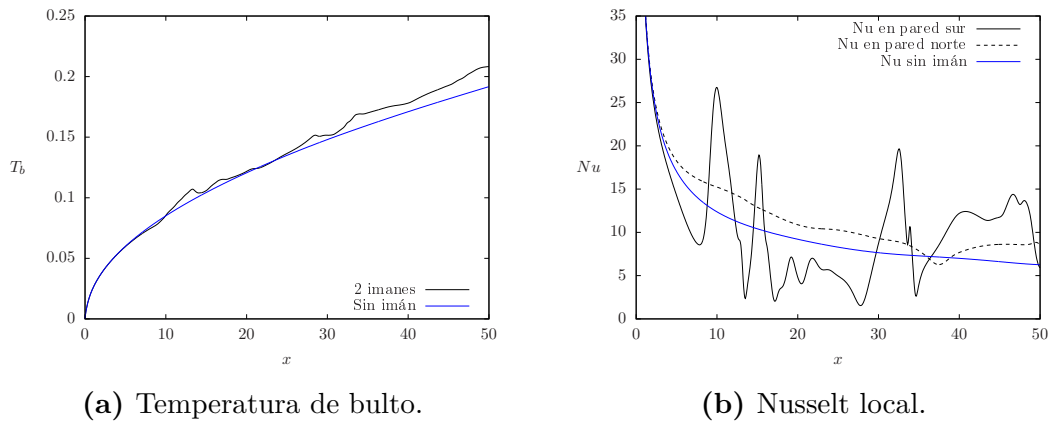 0.25
0.2
0.15
0.1
0.05
0
T_b
2 imanes
Sin imán
0 10 20 30 40 50
x
(a) Temperatura de bulto.
35
30
25
20
15
10
5
0
Nu
Nu en pared sur
Nu en pared norte
Nu sin imán
0 10 20 30 40 50
x
(b) Nusselt local.